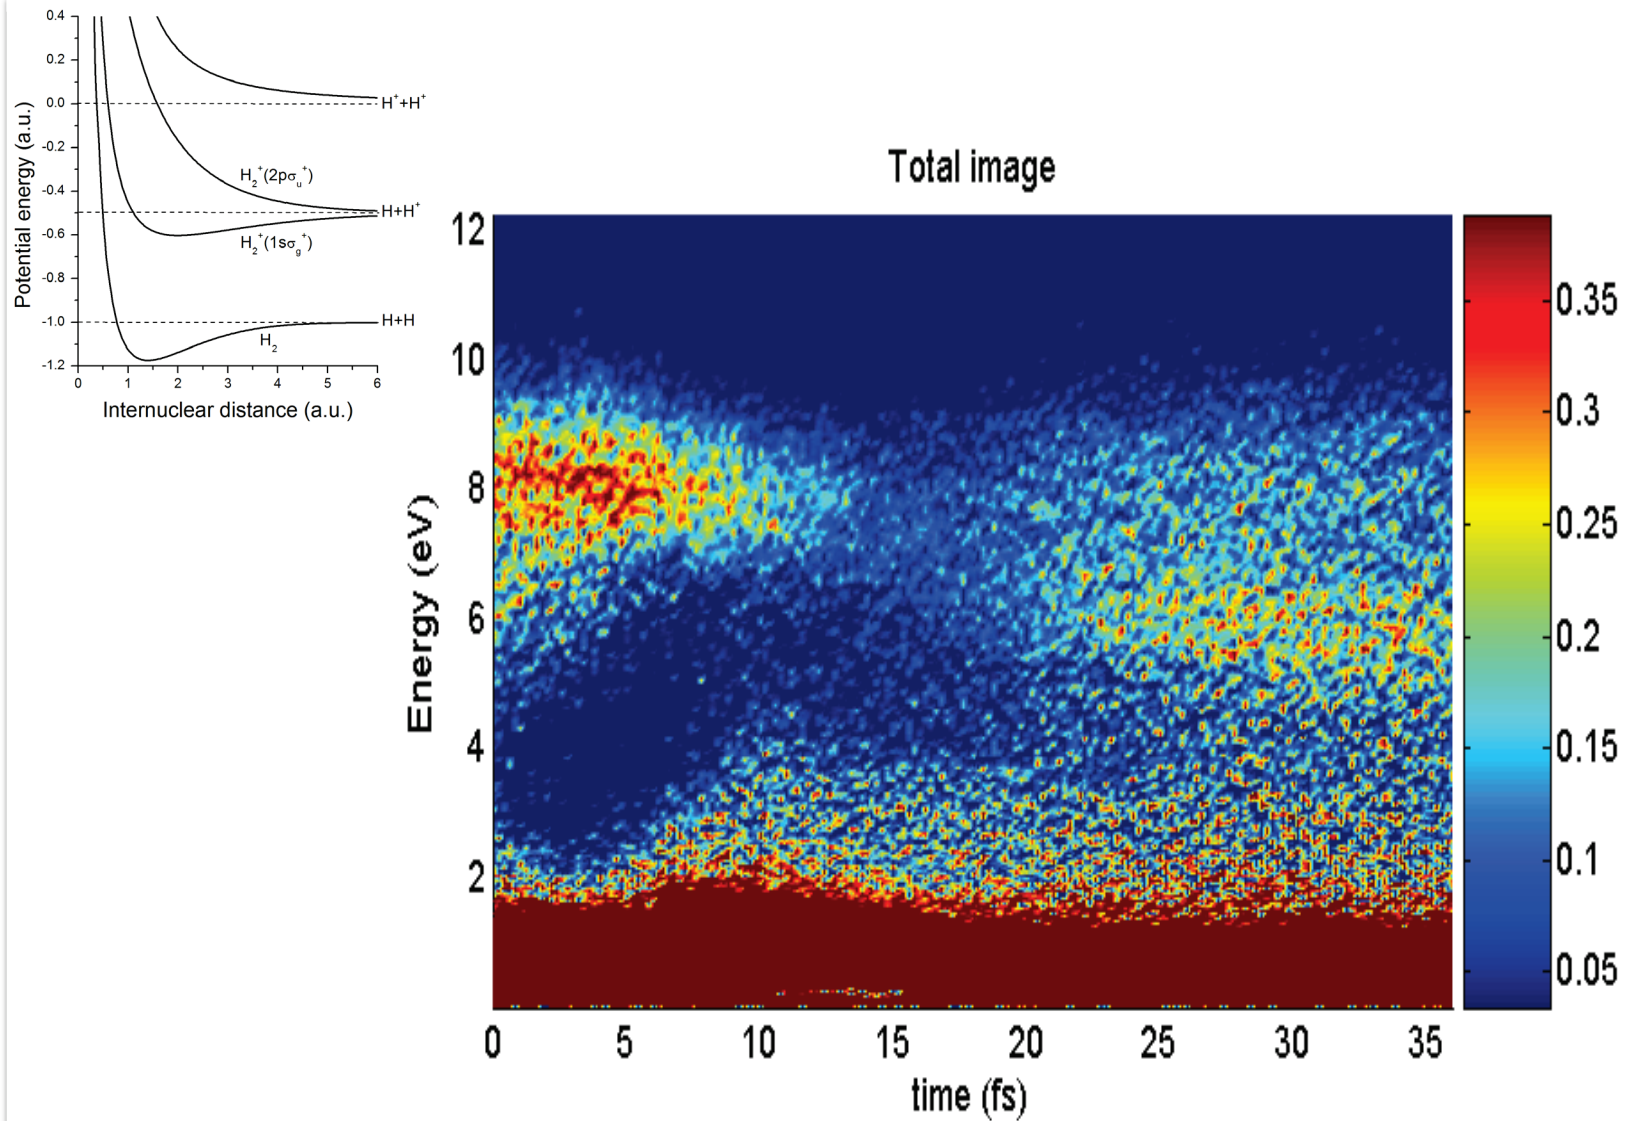 Potential energy (a.u.)
0.4
0.2
0.0
-0.2
-0.4
-0.6
-0.8
-1.0
-1.2
H⁺+H⁺
H₂⁺(2pσᵤ⁺)
H+H⁺
H₂⁺(1sσg⁺)
H+H
H₂
0 1 2 3 4 5 6
Internuclear distance (a.u.)
Total image
Energy (eV)
12
10
8
6
4
2
0 5 10 15 20 25 30 35
time (fs)
0.35
0.3
0.25
0.2
0.15
0.1
0.05